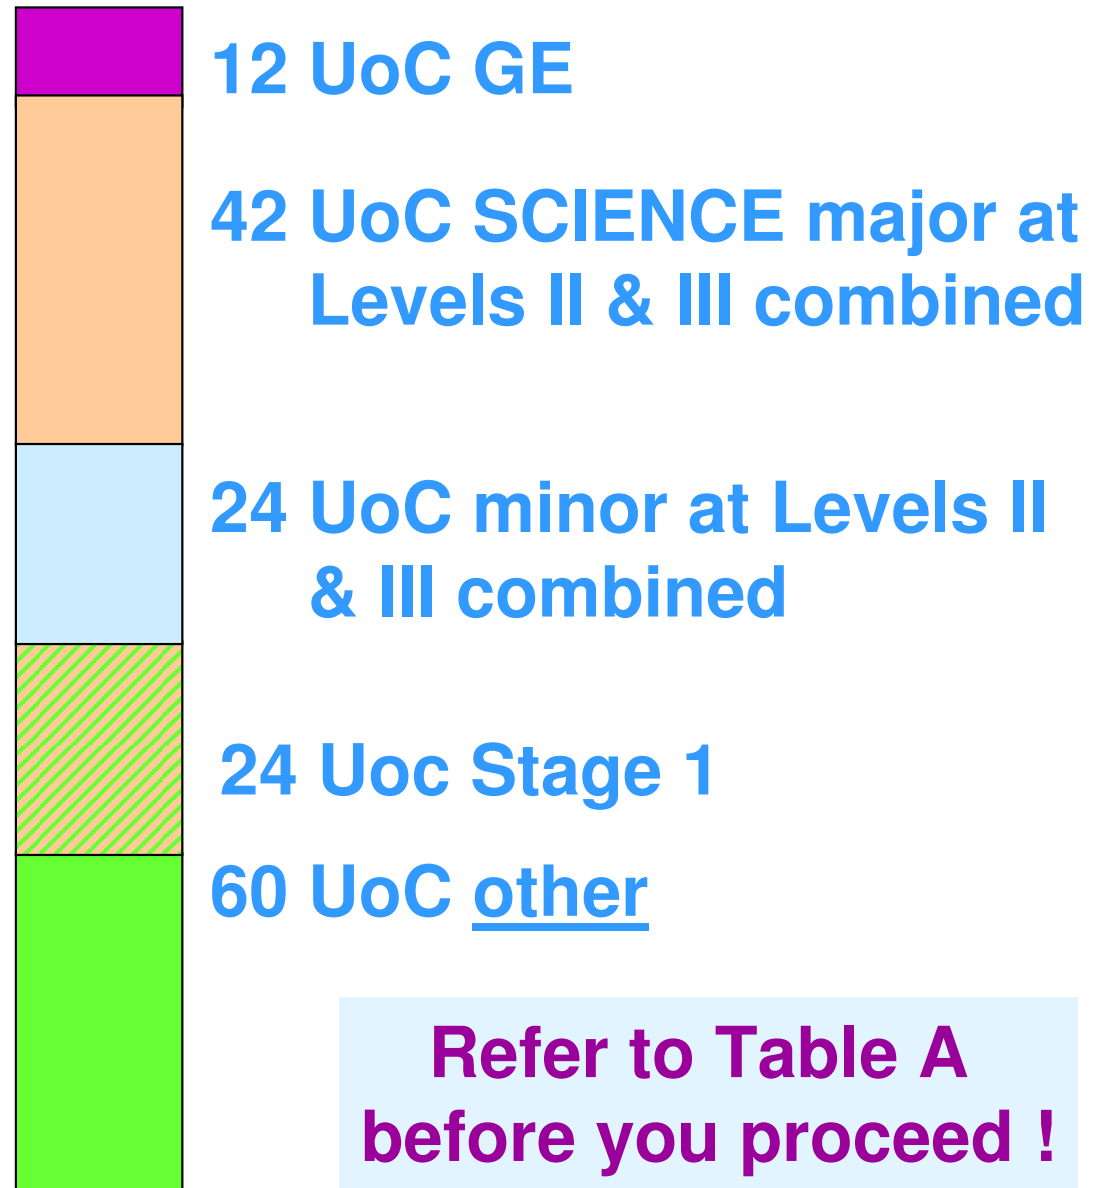 12 UoC GE
42 UoC SCIENCE major at
Levels II & III combined
24 UoC minor at Levels II
& III combined
24 Uoc Stage 1
60 UoC other
Refer to Table A
before you proceed !